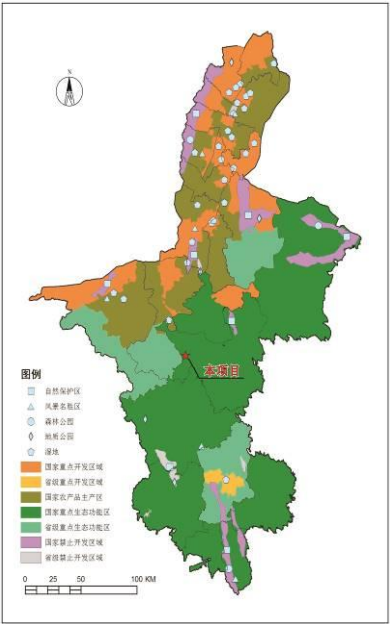 N
本项目
图例
自然保护区
风景名胜区
森林公园
地质公园
湿地
国家重点开发区域
省级重点开发区域
国家农产品主产区
国家重点生态功能区
省级重点生态功能区
国家禁止开发区域
省级禁止开发区域
0 25 50 100 KM